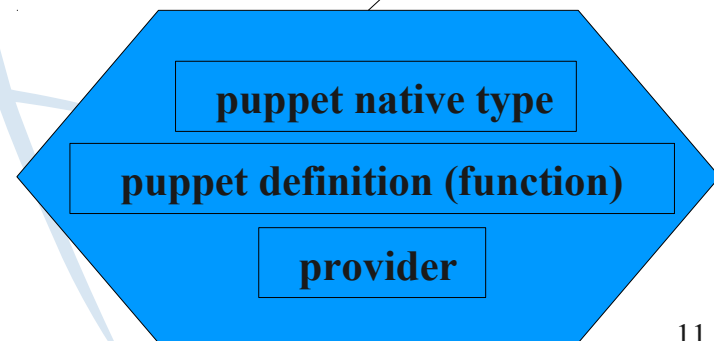 puppet native type
puppet definition (function)
provider
11